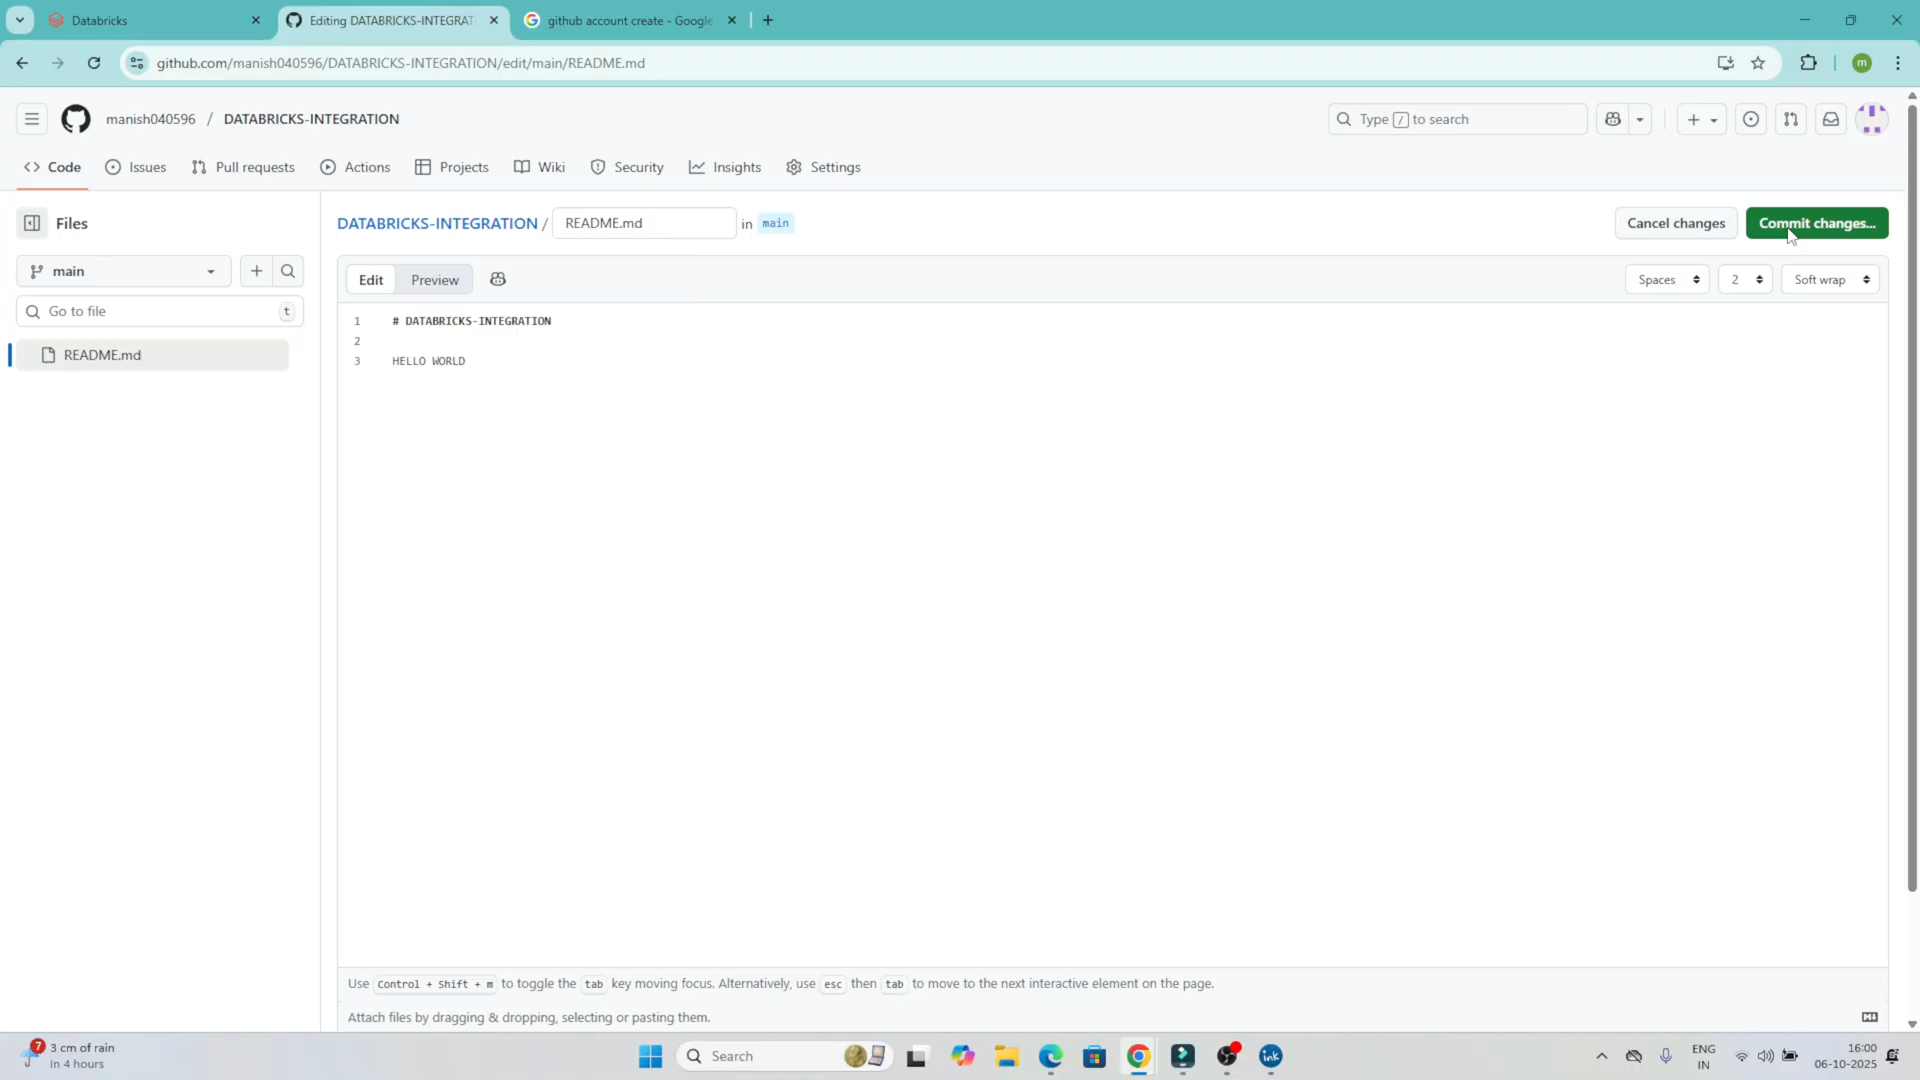 Databricks
Editing DATABRICKS-INTEGRAT
github account create - Google
github.com/manish040596/DATABRICKS-INTEGRATION/edit/main/README.md
m
manish040596 / DATABRICKS-INTEGRATION
Type / to search
Code
Issues
Pull requests
Actions
Projects
Wiki
Security
Insights
Settings
Files
DATABRICKS-INTEGRATION / README.md in main
Cancel changes
Commit changes...
main
Edit
Preview
Spaces
2
Soft wrap
Go to file
t
README.md
1 # DATABRICKS-INTEGRATION
2
3 HELLO WORLD
Use Control + Shift + m to toggle the tab key moving focus. Alternatively, use esc then tab to move to the next interactive element on the page.
Attach files by dragging & dropping, selecting or pasting them.
7
3 cm of rain
In 4 hours
Search
ink
ENG
IN
16:00
06-10-2025